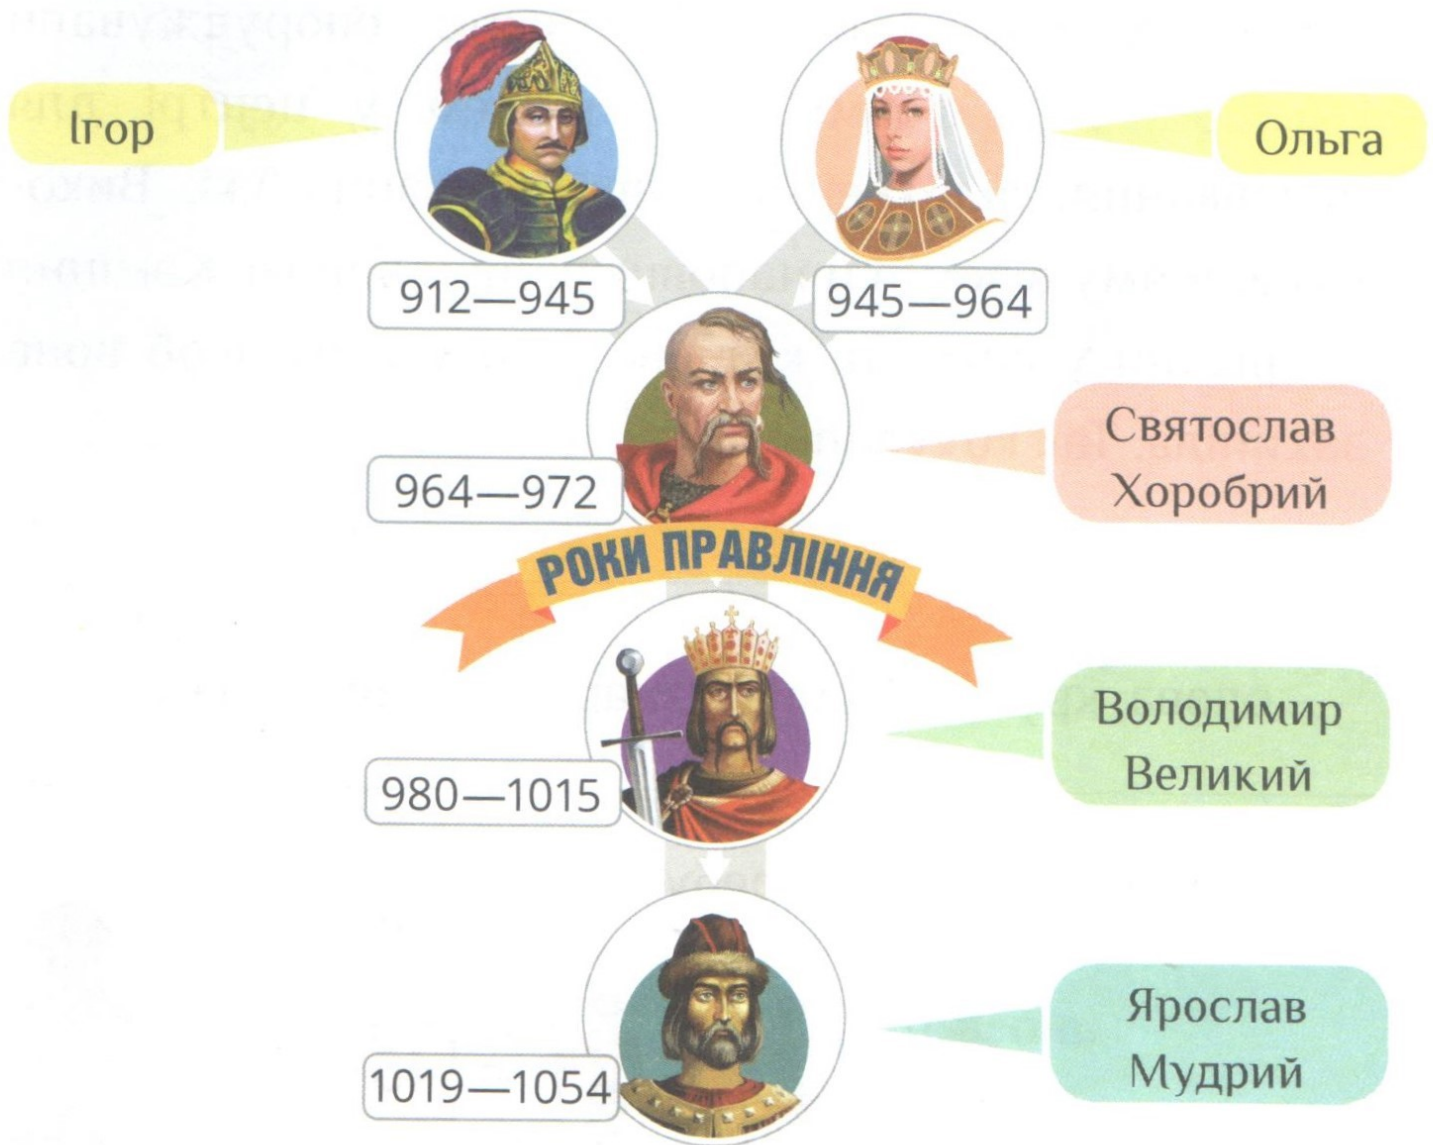 Ігор
Ольга
912—945
945—964
Святослав
Хоробрий
964—972
РОКИ ПРАВЛІННЯ
Володимир
Великий
980—1015
Ярослав
Мудрий
1019—1054